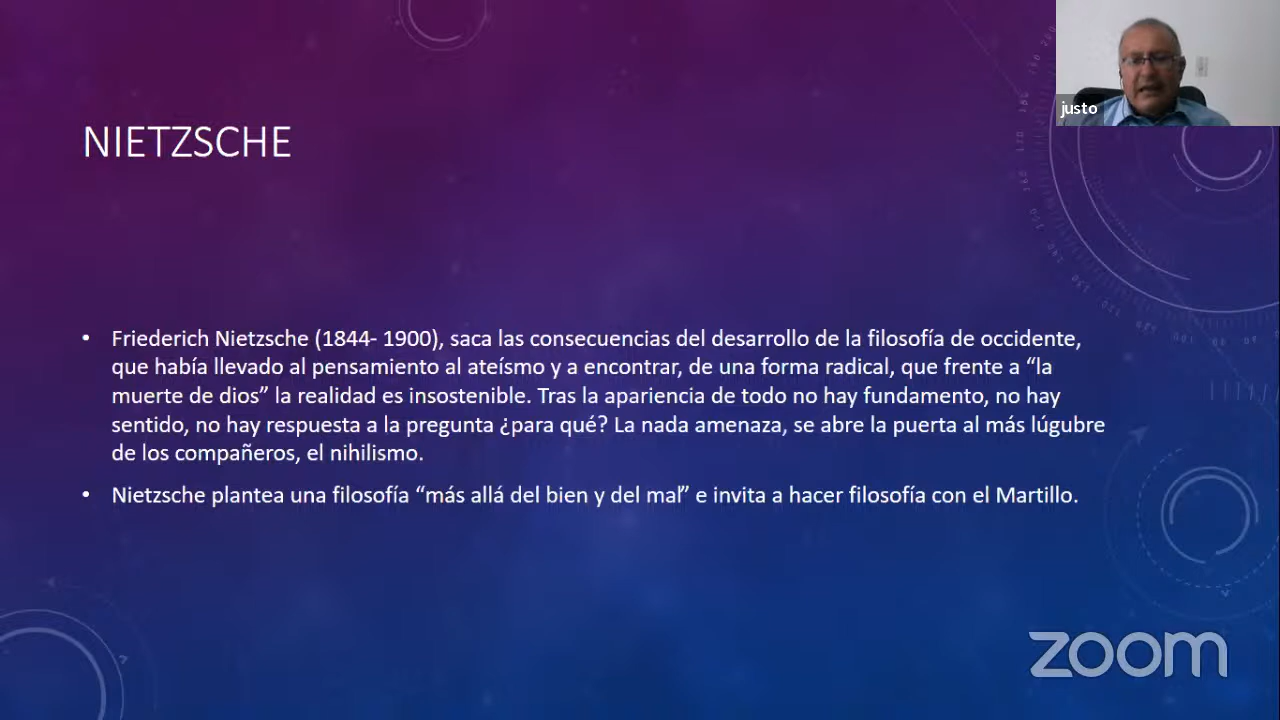 justo
NIETZSCHE
• Friederich Nietzsche (1844- 1900), saca las consecuencias del desarrollo de la filosofía de occidente,
que había llevado al pensamiento al ateísmo y a encontrar, de una forma radical, que frente a “la
muerte de dios” la realidad es insostenible. Tras la apariencia de todo no hay fundamento, no hay
sentido, no hay respuesta a la pregunta ¿para qué? La nada amenaza, se abre la puerta al más lúgubre
de los compañeros, el nihilismo.
• Nietzsche plantea una filosofía “más allá del bien y del mal” e invita a hacer filosofía con el Martillo.
zoom